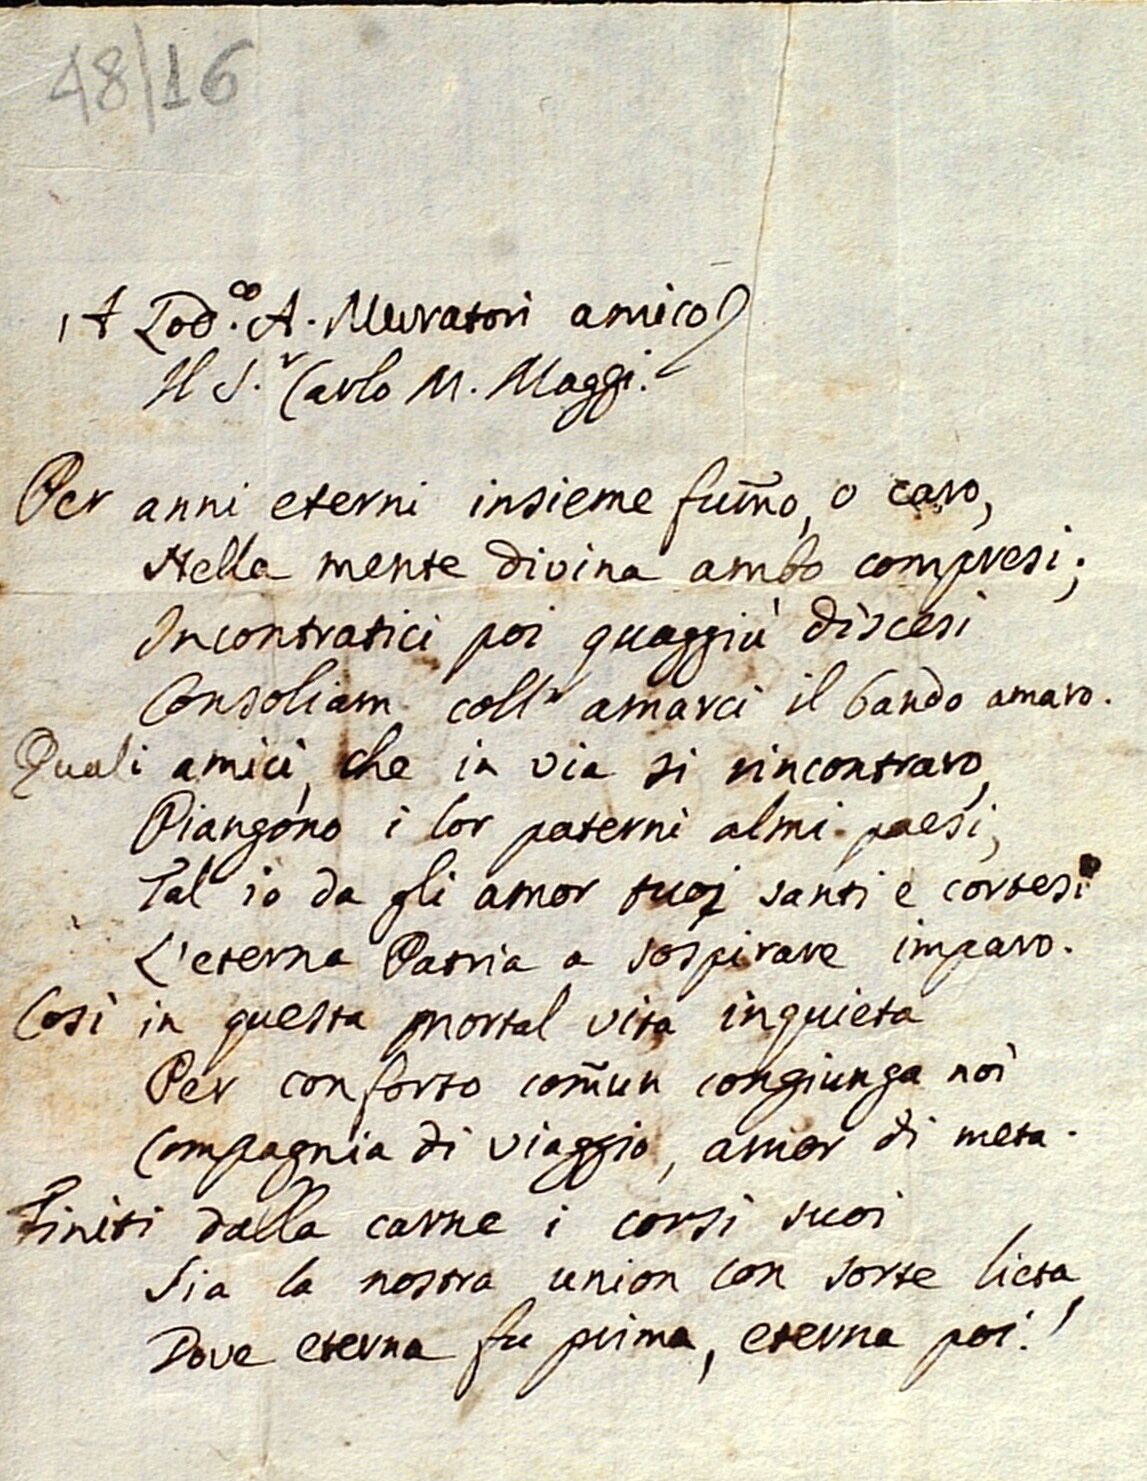 48/16
A Lod.co A. Muratori amico
Il S.r Carlo M. Maggi.
Per anni eterni insieme fum̃o, o caro,
Nella mente divina ambo compresi;
Incontratici poi quaggiù discesi
Consoliam coll' amarci il bando amaro.
Quali amici, che in via si rincontraro,
Piangono i lor paterni almi paesi,
Tal io da gli amor tuoi santi e cortesi
L'eterna Patria a sospirare imparo.
Così in questa mortal vita inquieta
Per conforto com̃un congiunga noi
Compagnia di viaggio, amor di meta.
Finiti dalla carne i corsi suoi
Sia la nostra union con sorte lieta,
Dove eterna fu prima, eterna poi.